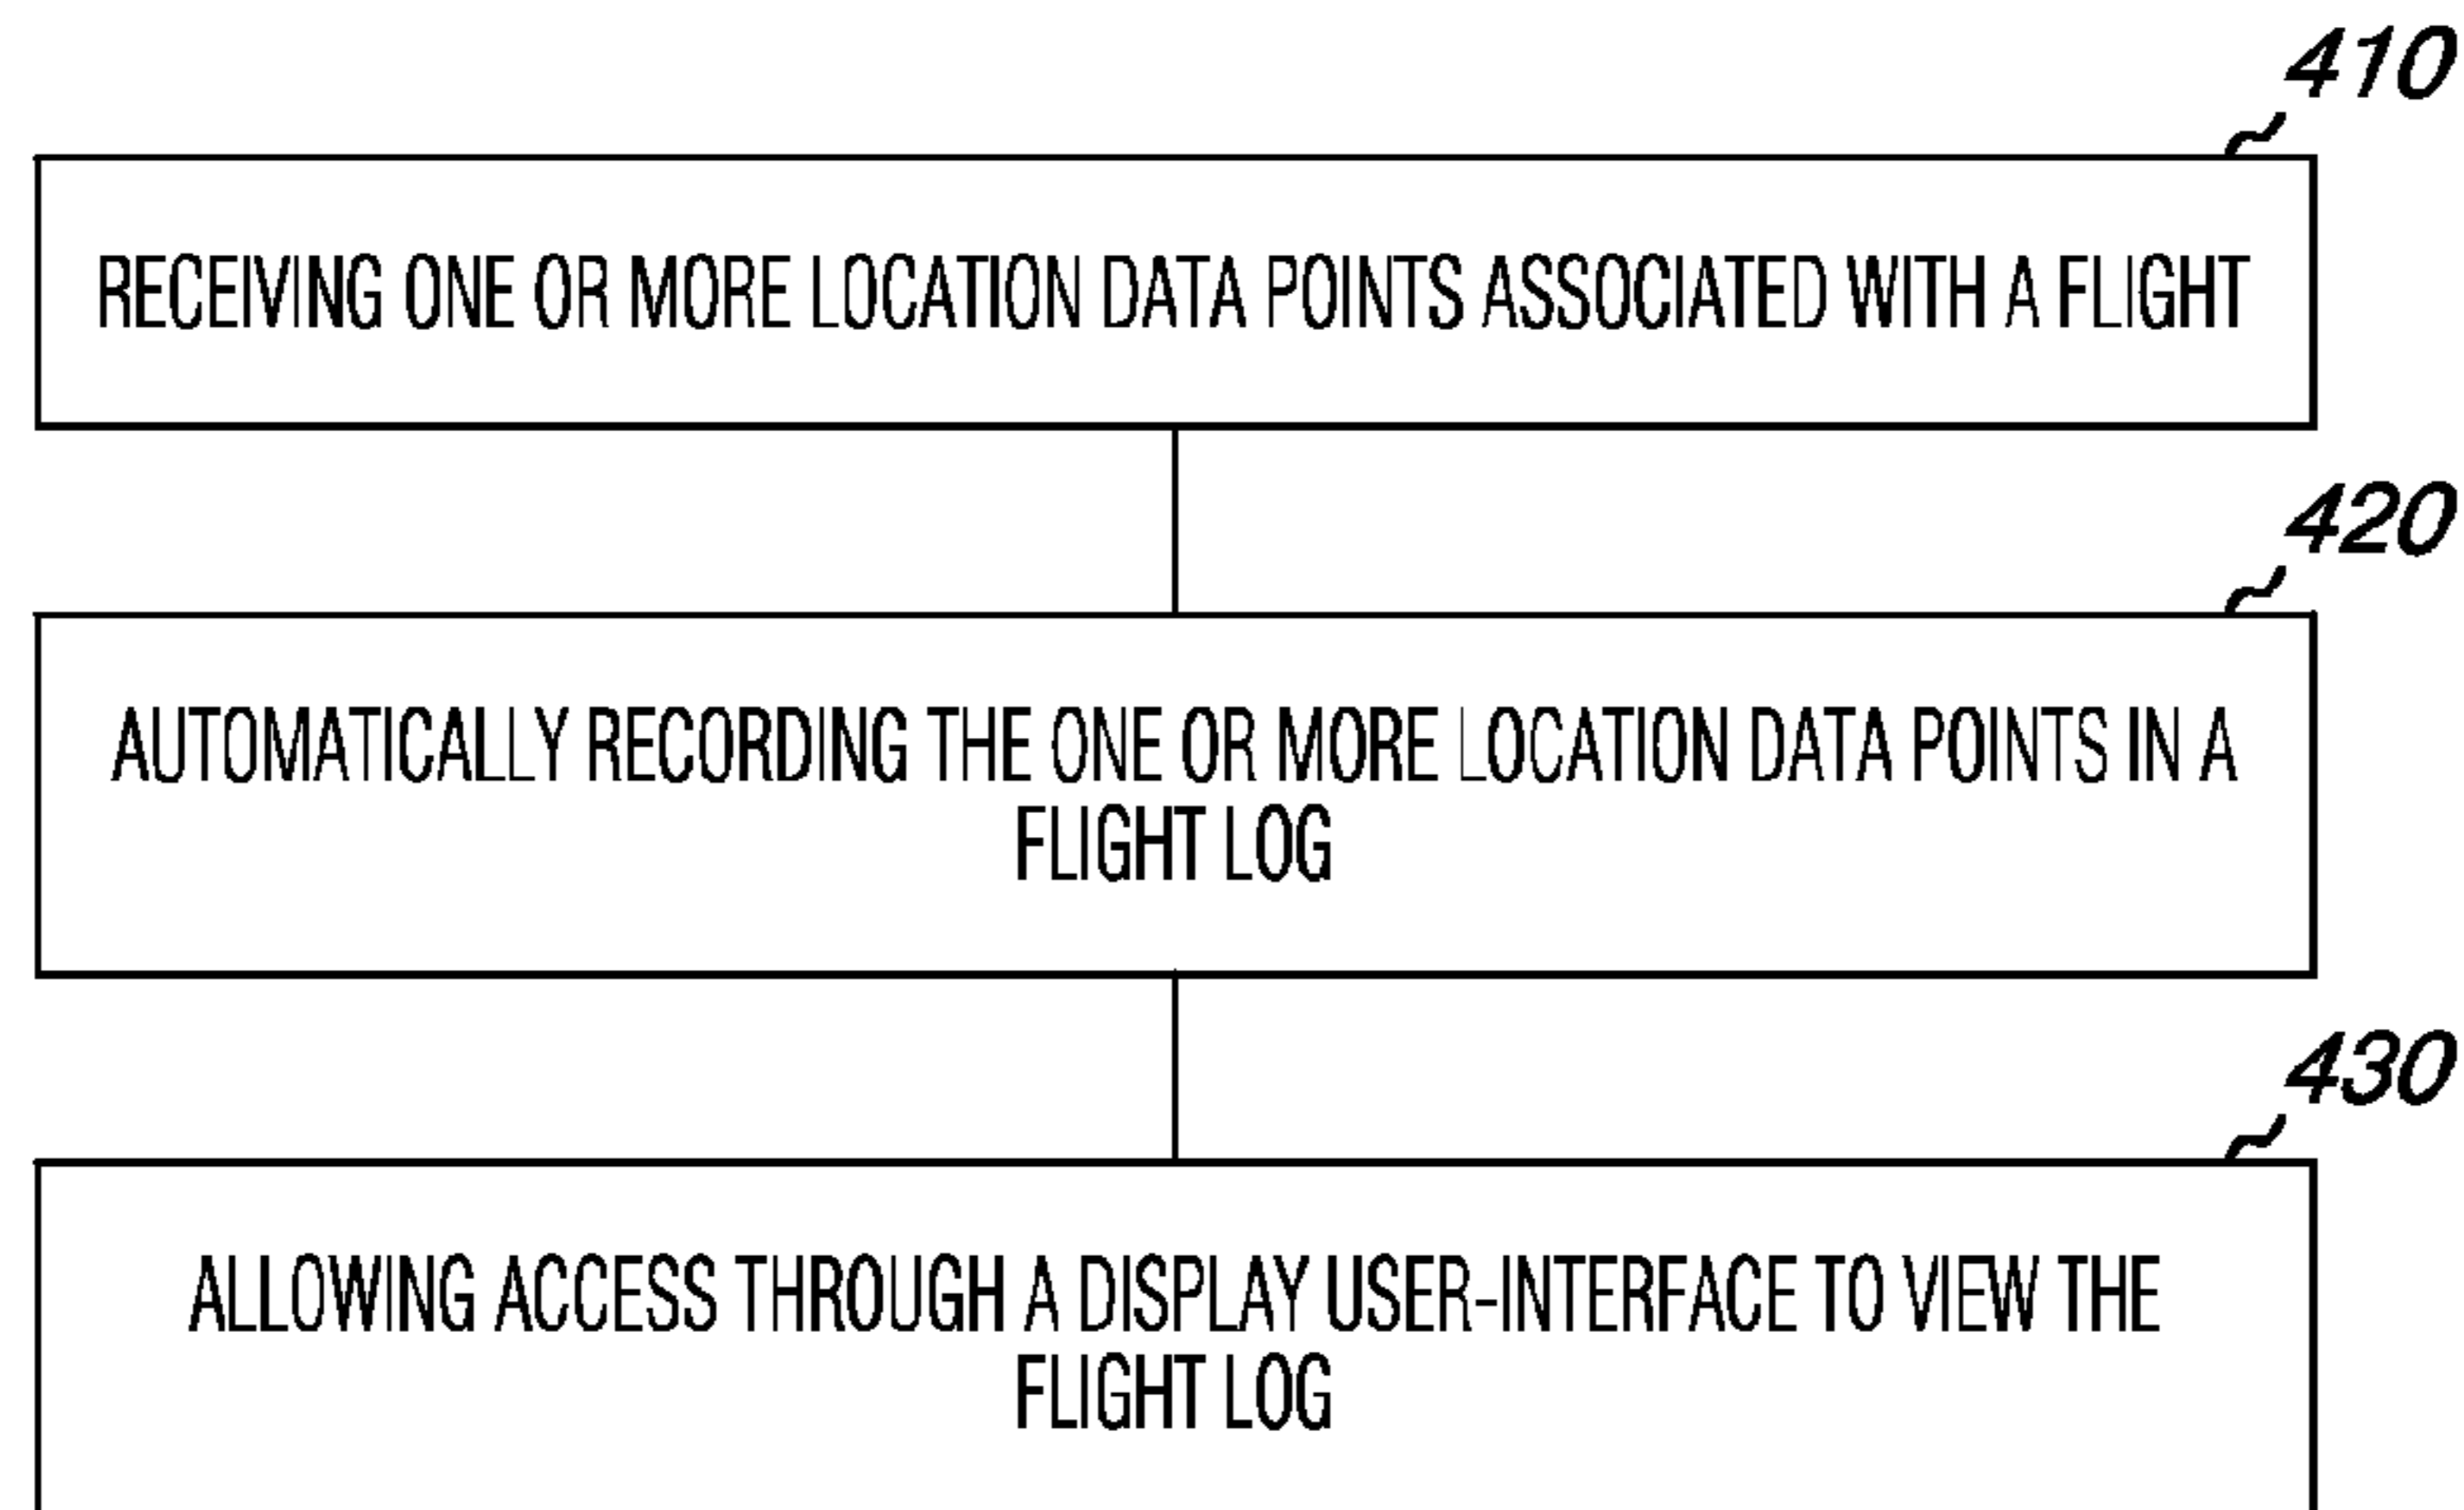 410
RECEIVING ONE OR MORE LOCATION DATA POINTS ASSOCIATED WITH A FLIGHT
420
AUTOMATICALLY RECORDING THE ONE OR MORE LOCATION DATA POINTS IN A
FLIGHT LOG
430
ALLOWING ACCESS THROUGH A DISPLAY USER-INTERFACE TO VIEW THE
FLIGHT LOG